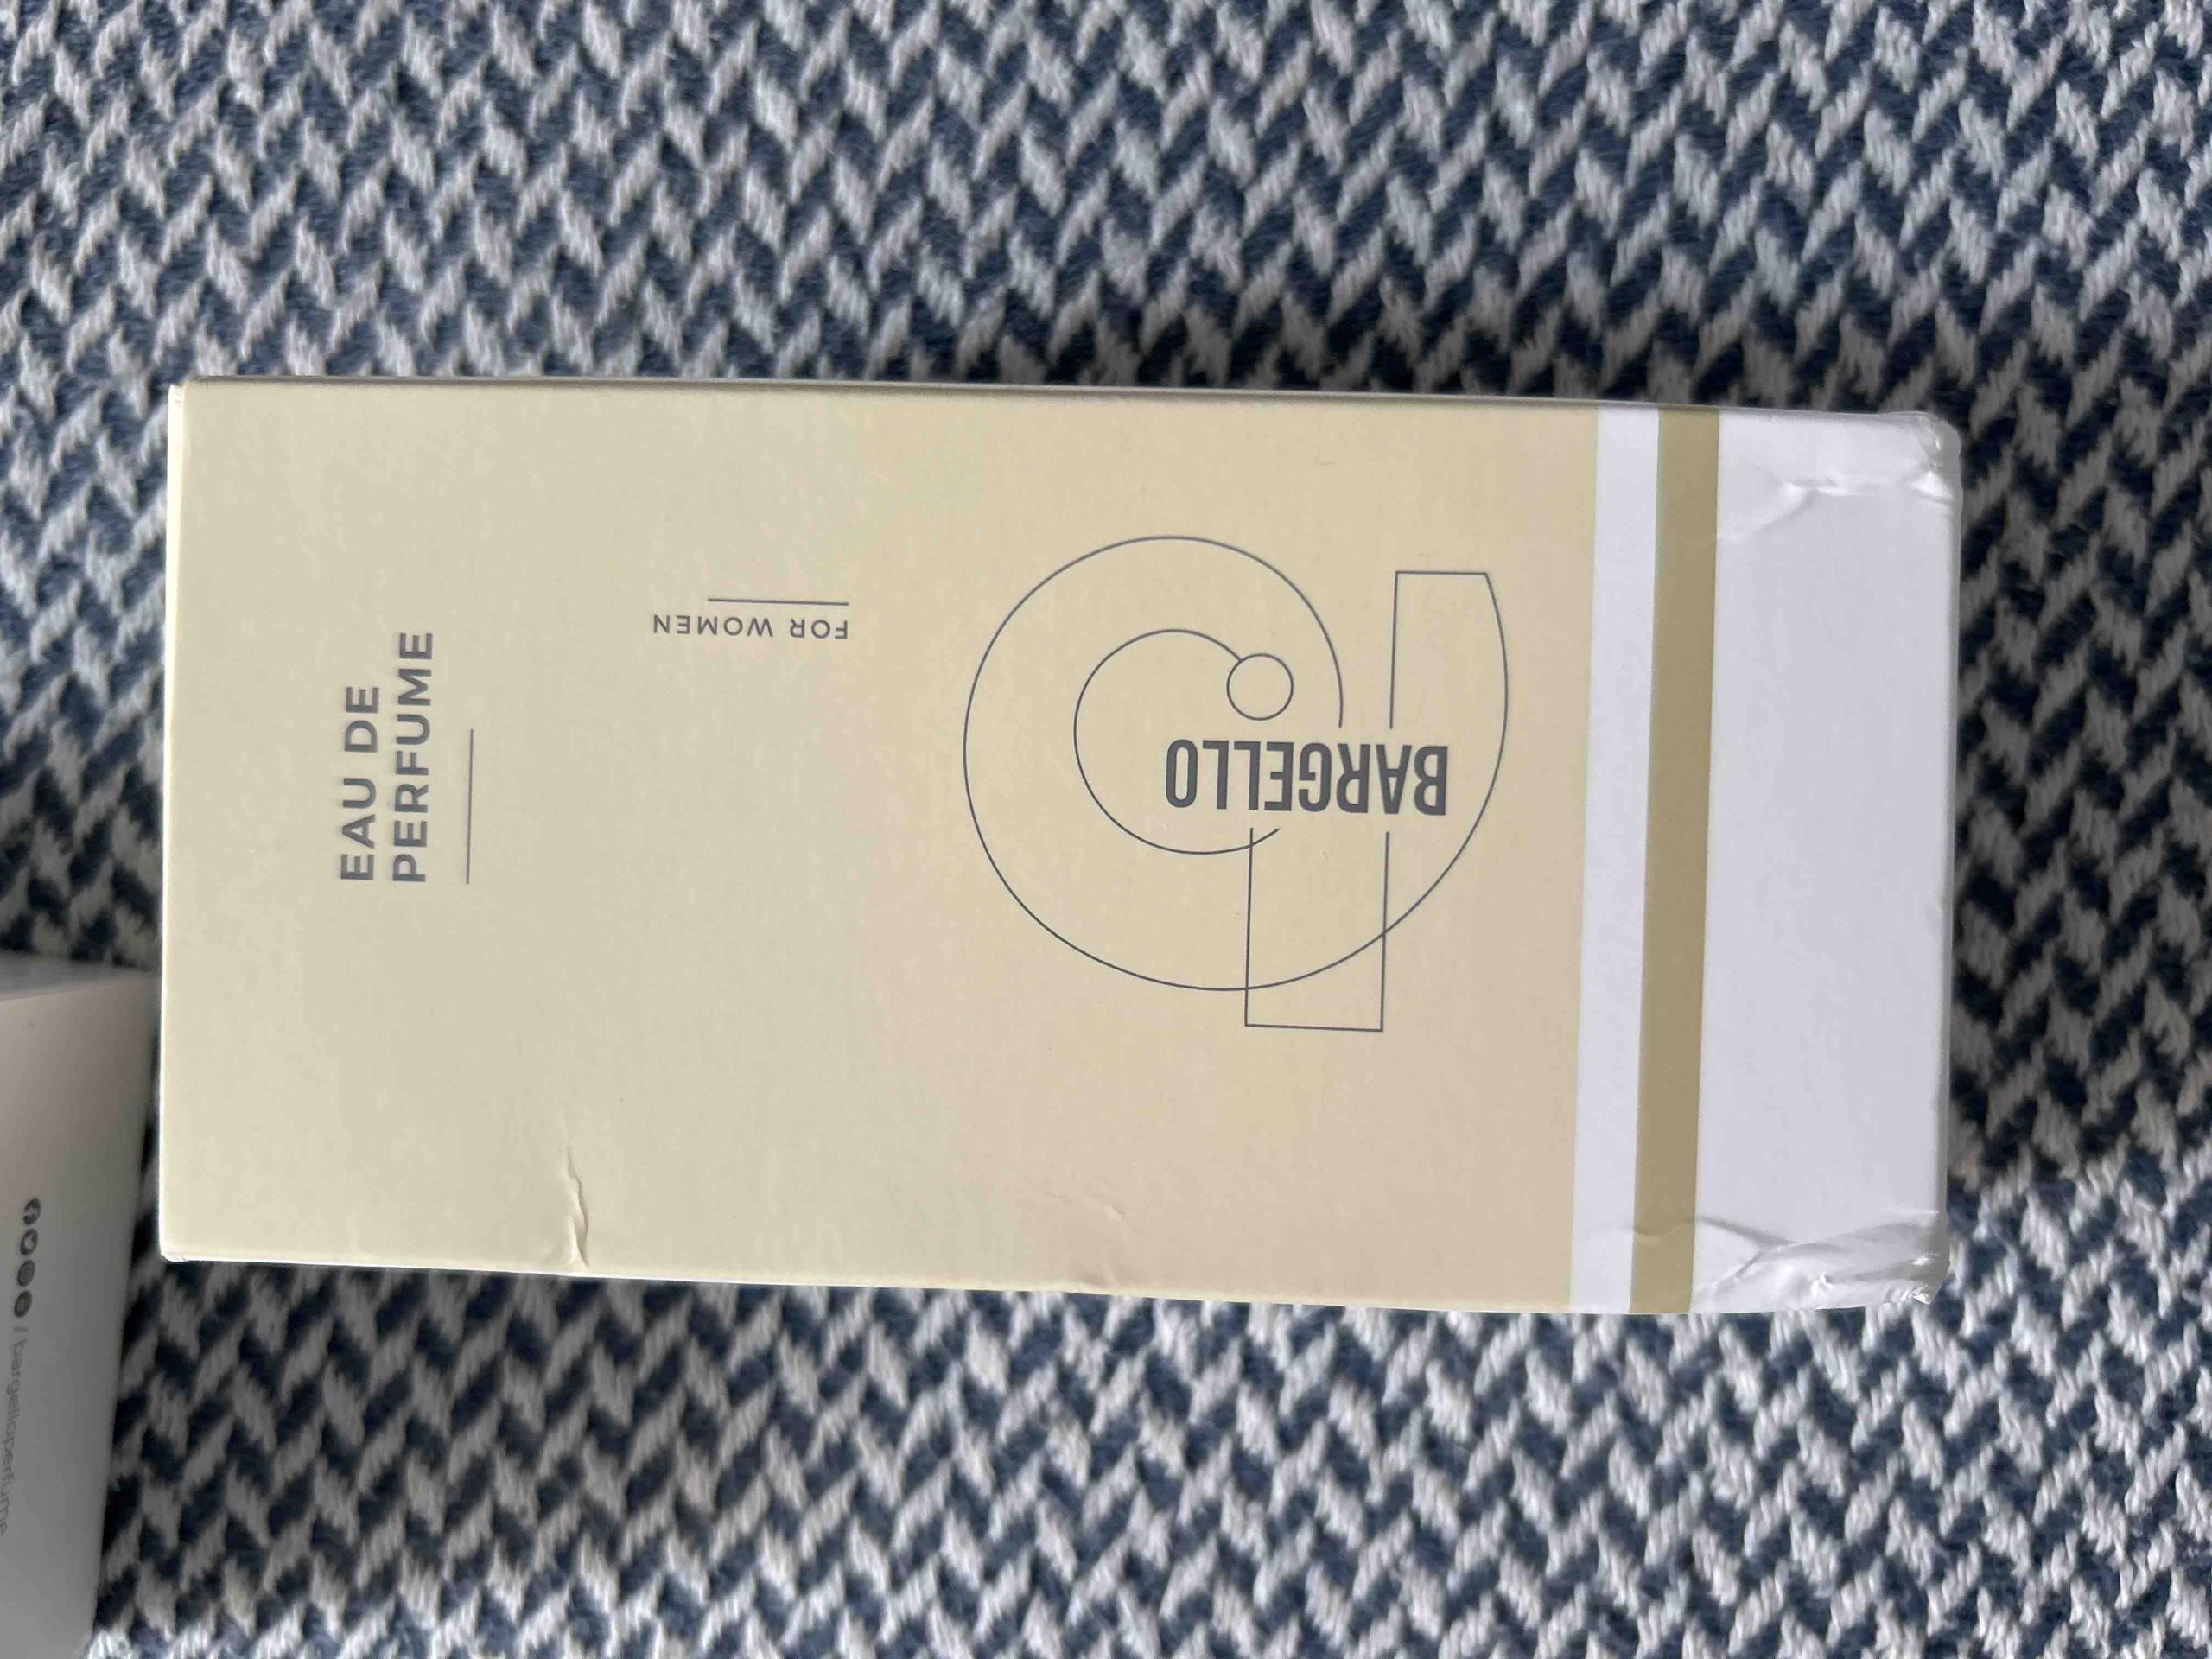 BARGELLO
FOR WOMEN
EAU DE
PERFUME
/ bargelloperfume